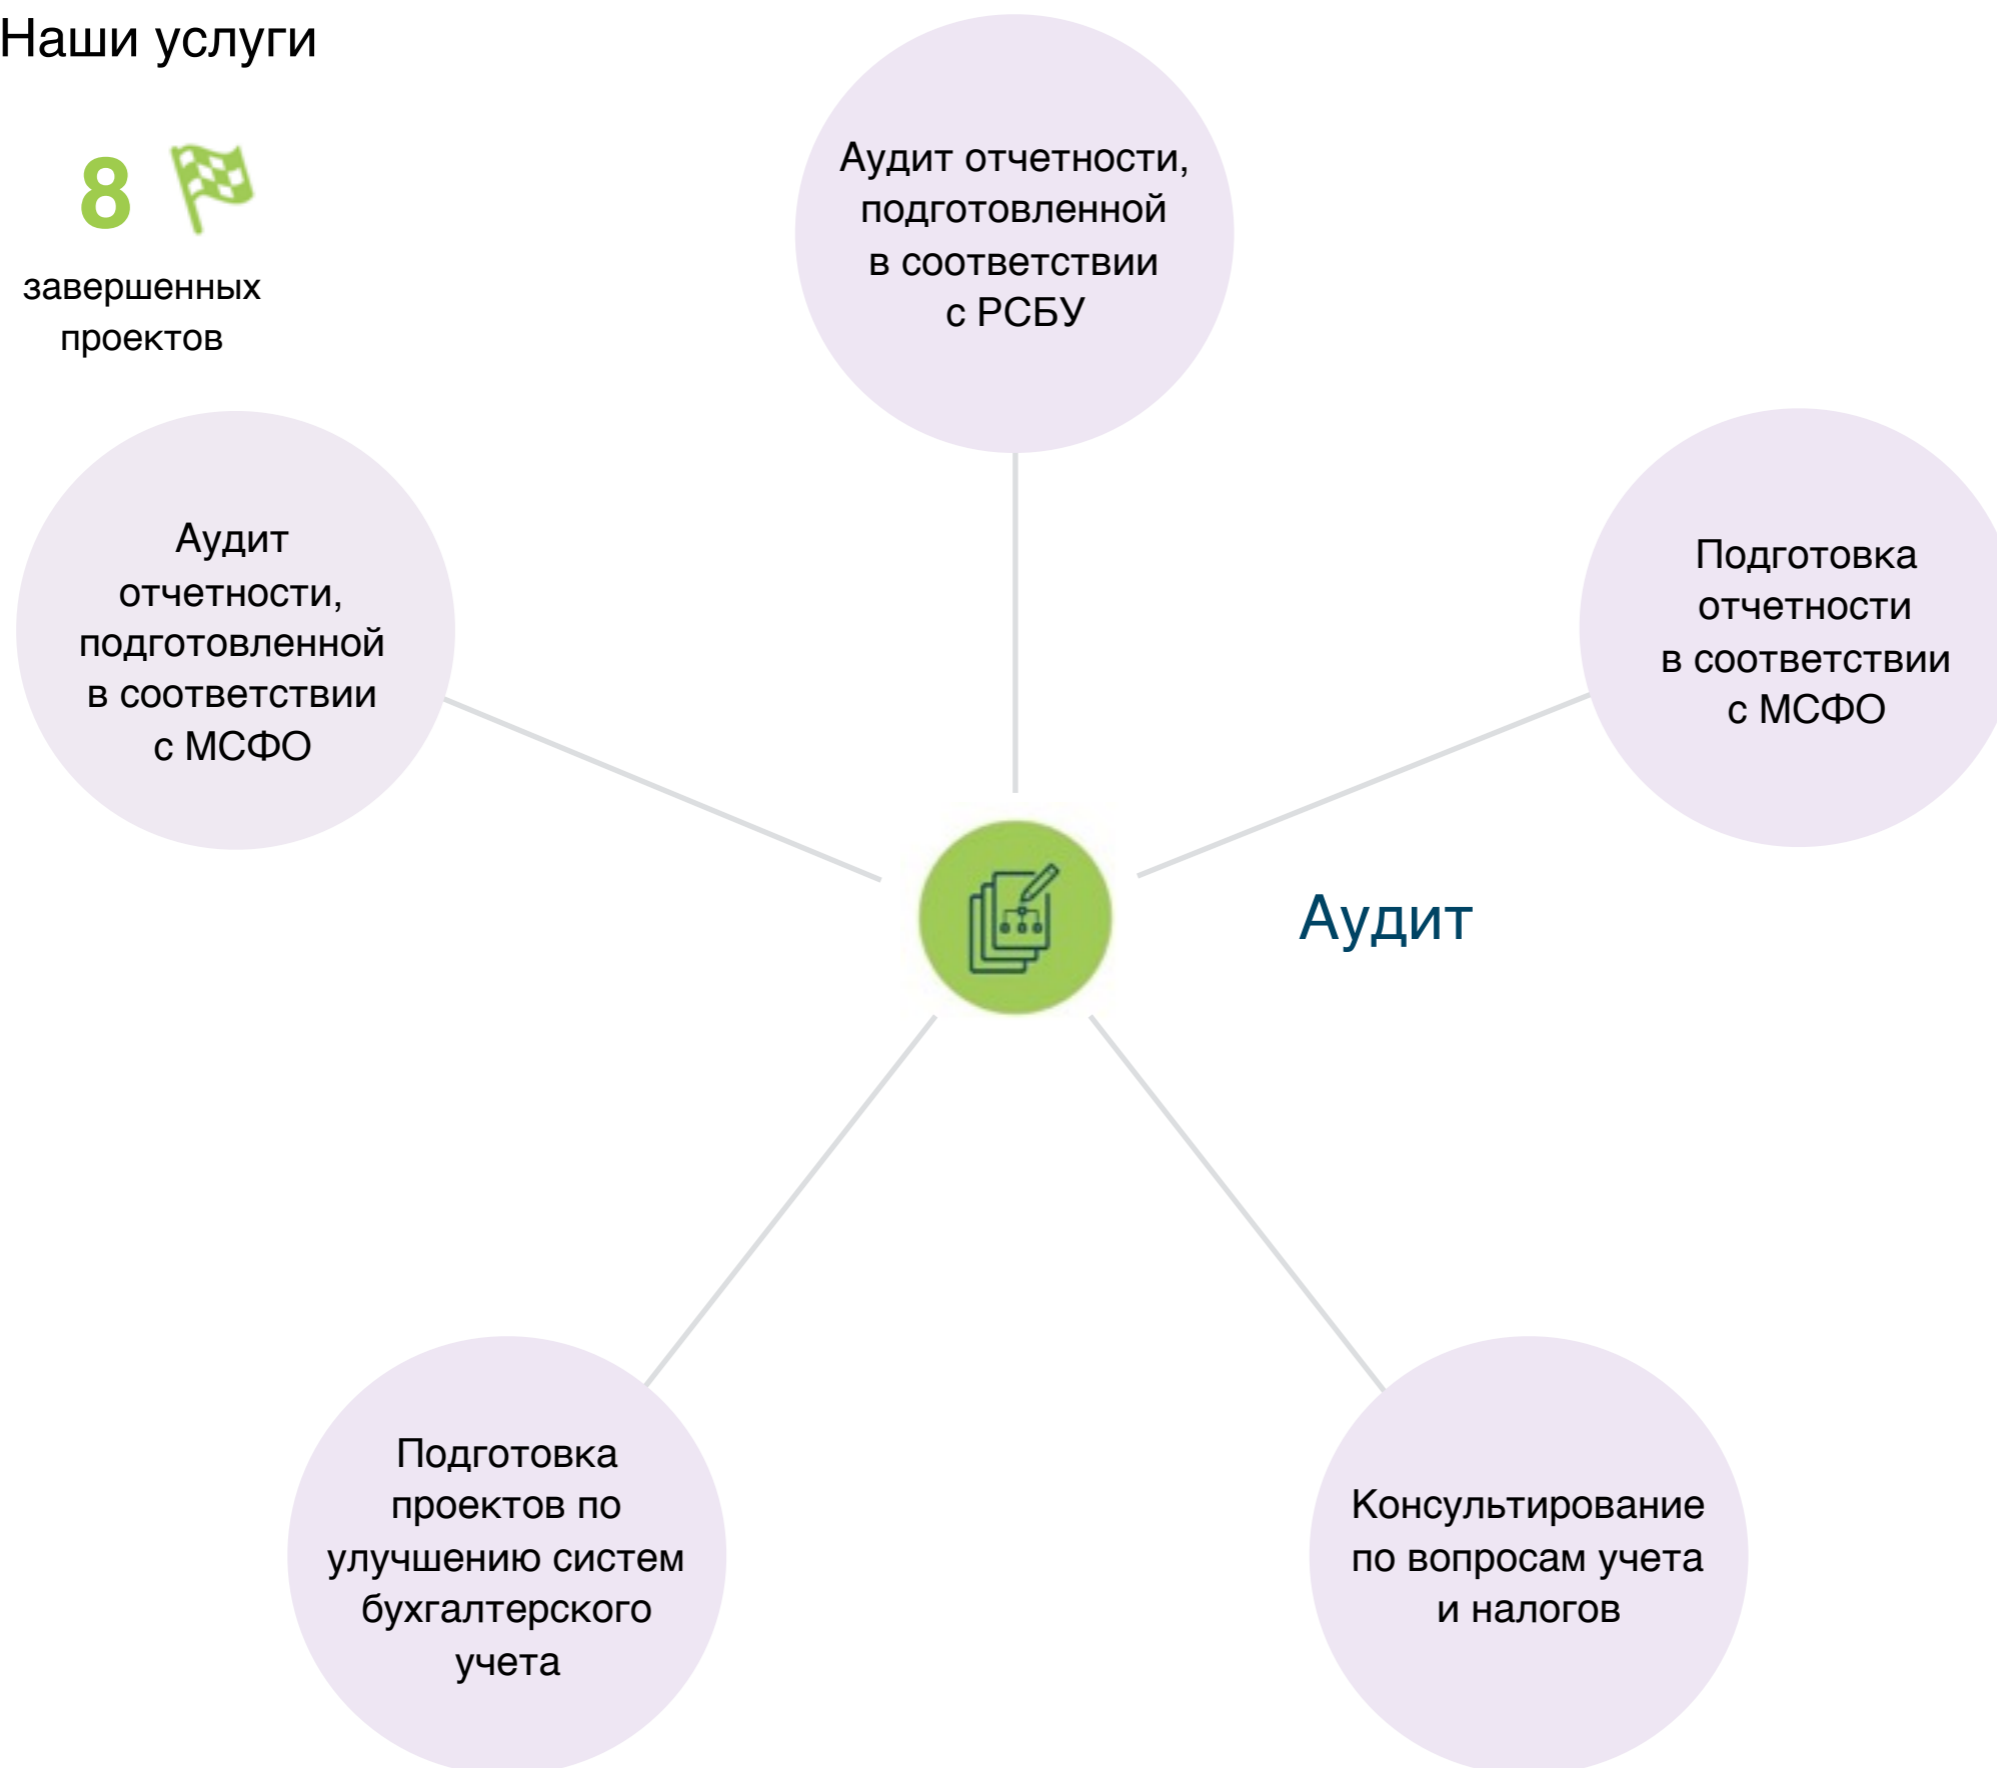 Наши услуги
8
завершенных
проектов
Аудит отчетности,
подготовленной
в соответствии
с РСБУ
Аудит
отчетности,
подготовленной
в соответствии
с МСФО
Подготовка
отчетности
в соответствии
с МСФО
Аудит
Подготовка
проектов по
улучшению систем
бухгалтерского
учета
Консультирование
по вопросам учета
и налогов